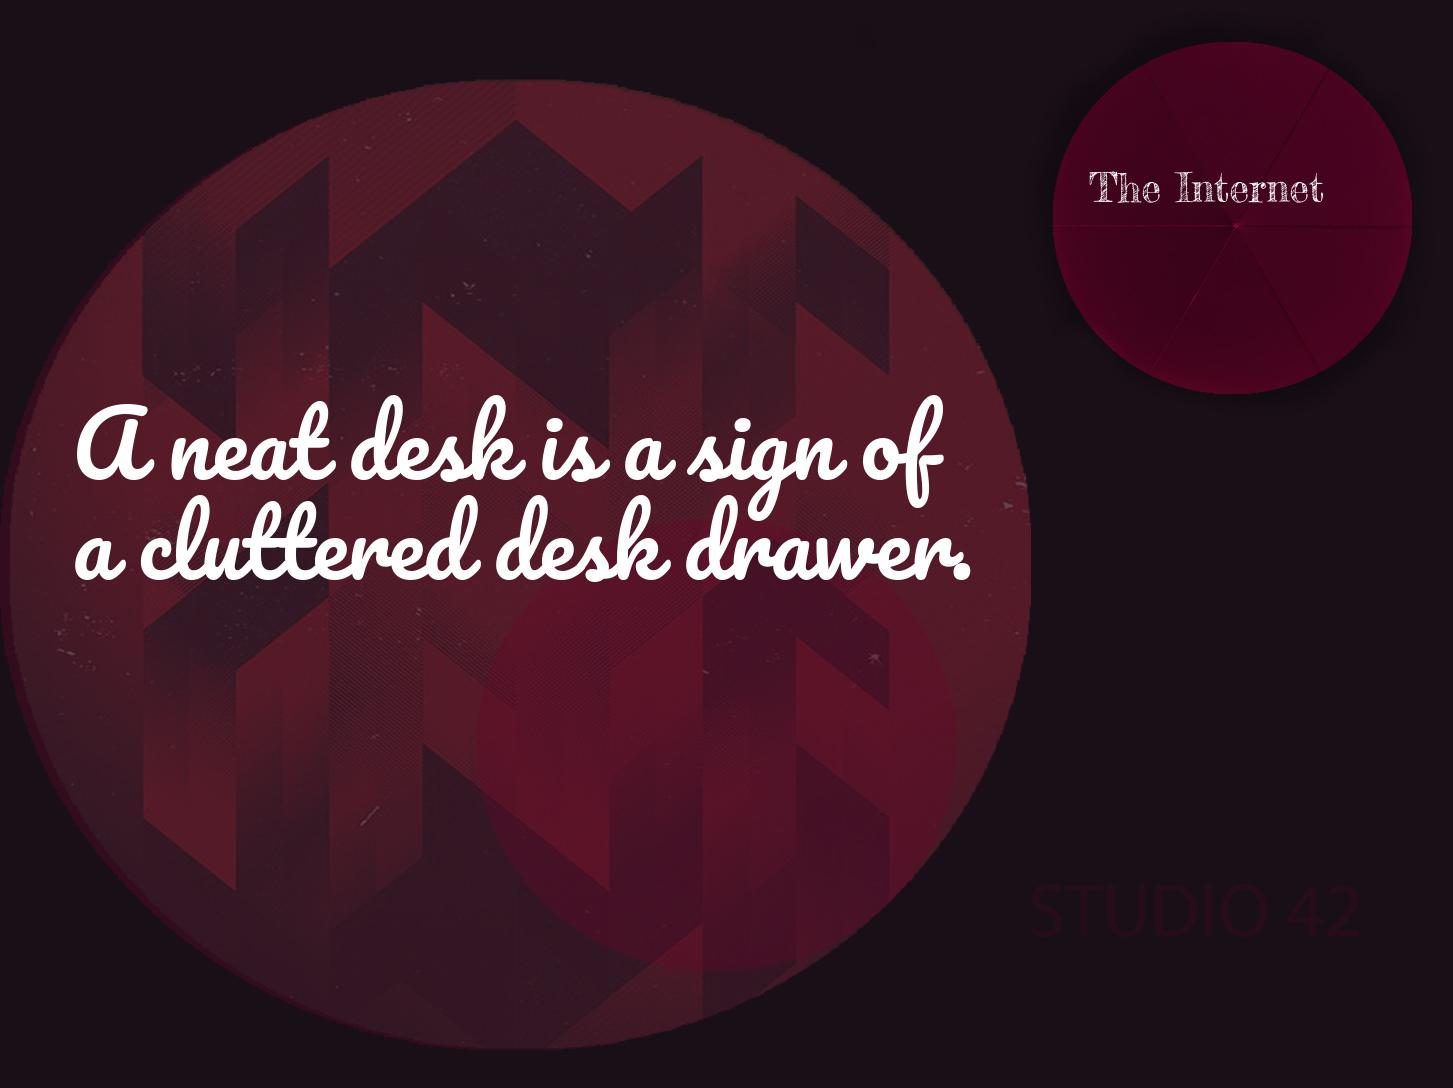 The Internet
A neat desk is a sign of
a cluttered desk drawer.
STUDIO 42